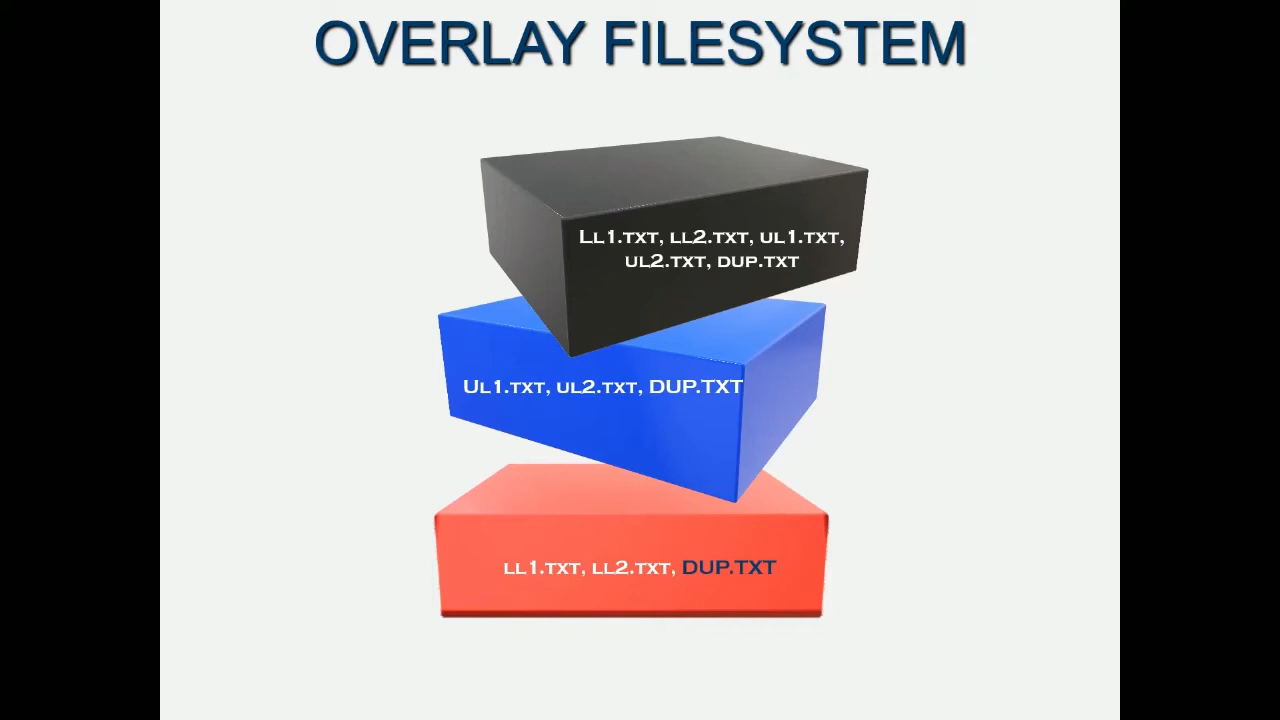 OVERLAY FILESYSTEM
Ll1.txt, ll2.txt, ul1.txt,
ul2.txt, dup.txt
Ul1.txt, ul2.txt, DUP.TXT
ll1.txt, ll2.txt, DUP.TXT